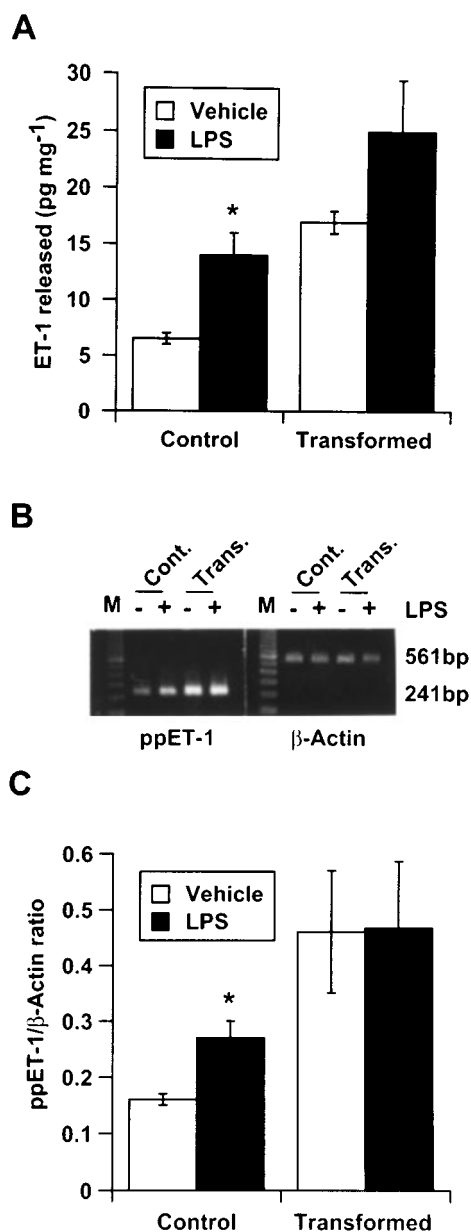 A
ET-1 released (pg mg⁻¹)
30
25
20
15
10
5
0
Vehicle
LPS
*
Control Transformed
B
Cont. Trans. Cont. Trans.
M - + - + M - + - + LPS
561bp
241bp
ppET-1 β-Actin
C
ppET-1/β-Actin ratio
0.6
0.5
0.4
0.3
0.2
0.1
0
Vehicle
LPS
*
Control Transformed